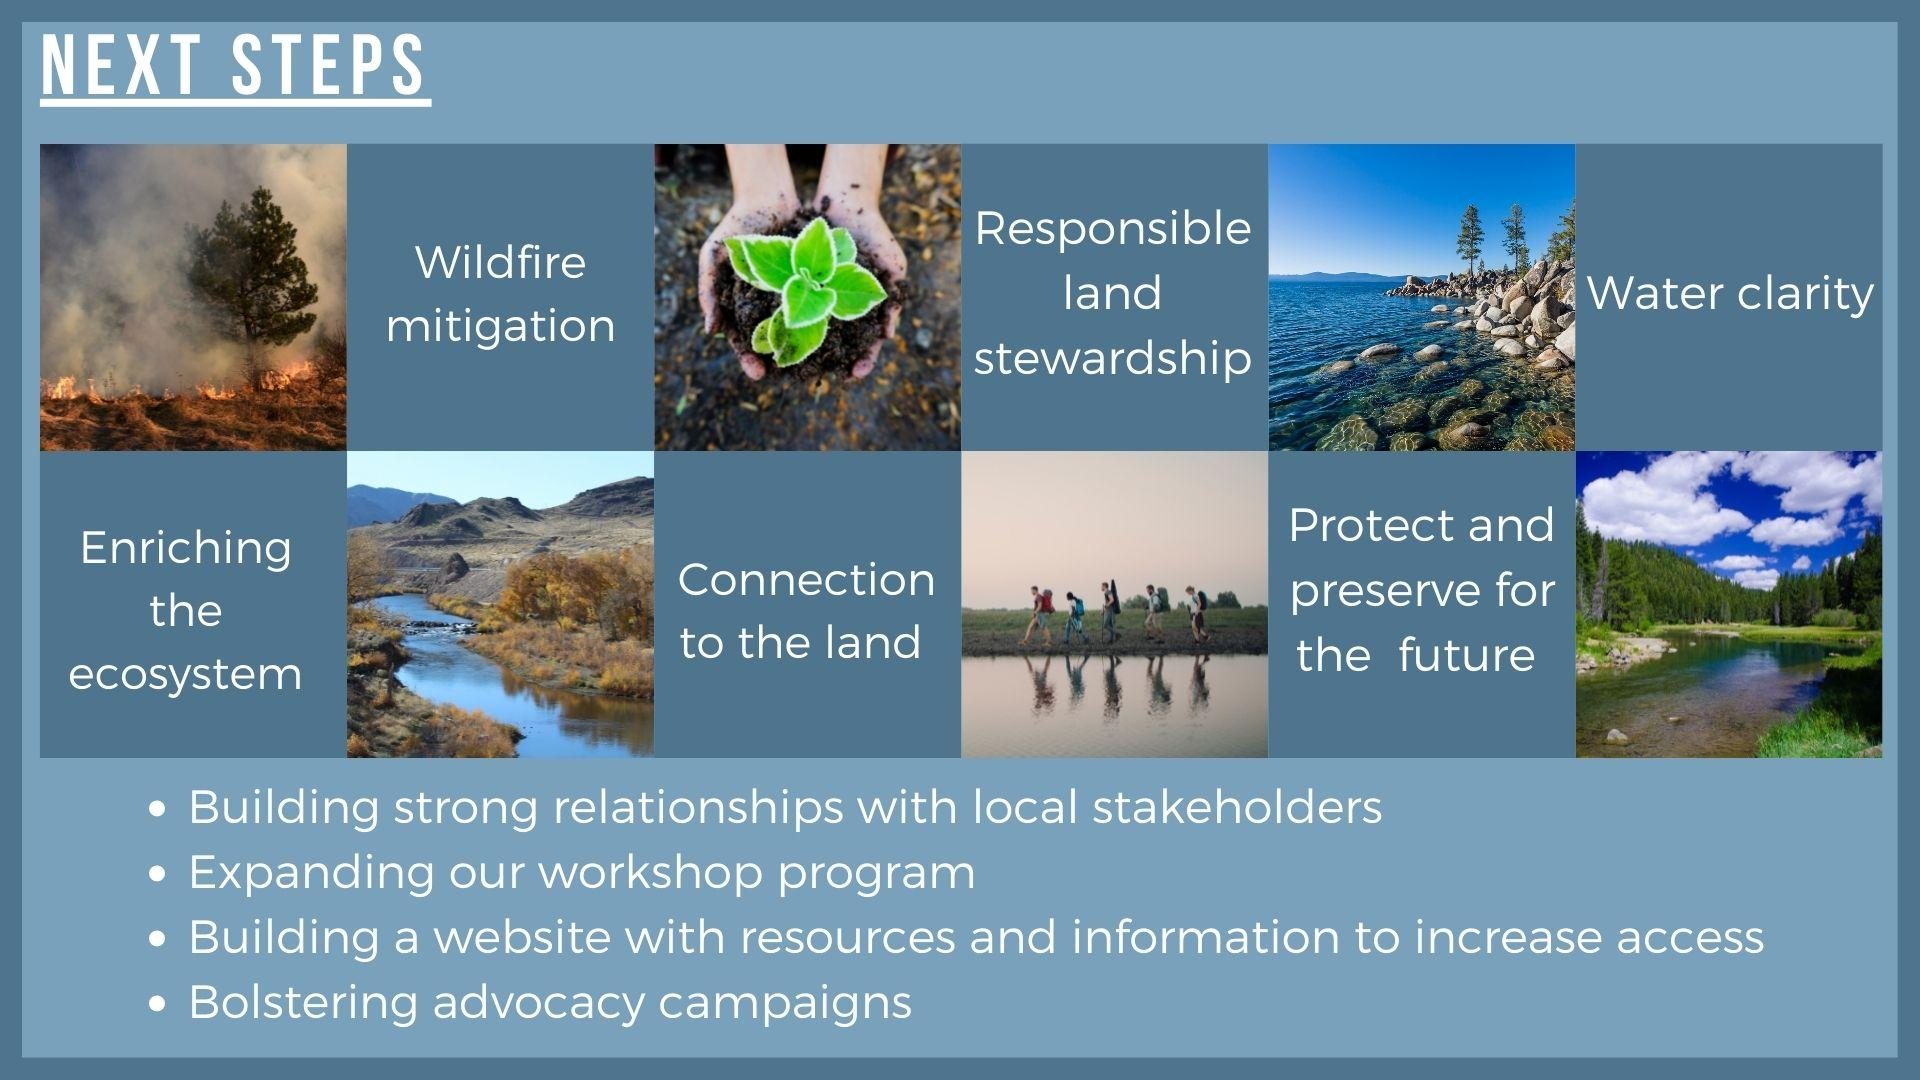 NEXT STEPS
Wildfire
mitigation
Responsible
land
stewardship
Water clarity
Enriching
the
ecosystem
Connection
to the land
Protect and
preserve for
the future
• Building strong relationships with local stakeholders
• Expanding our workshop program
• Building a website with resources and information to increase access
• Bolstering advocacy campaigns